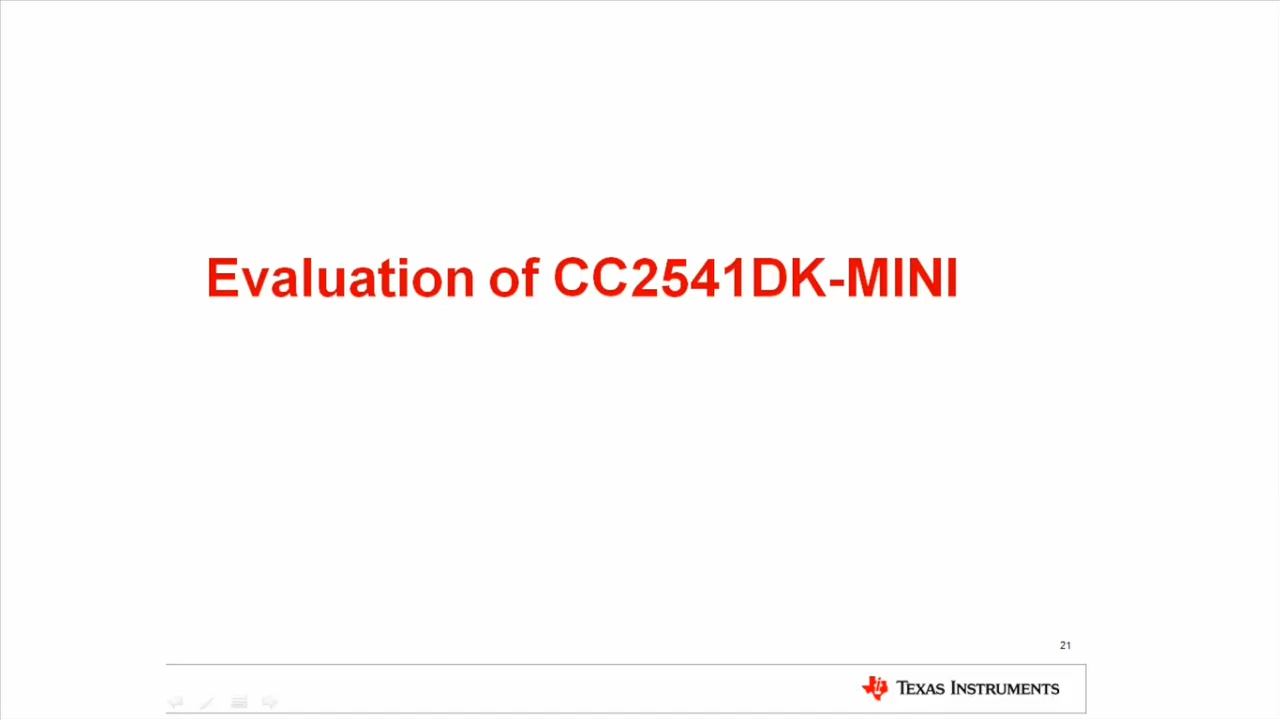 Evaluation of CC2541DK-MINI
21
TEXAS INSTRUMENTS